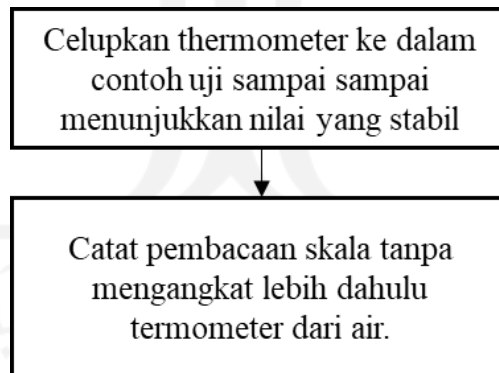 Celupkan thermometer ke dalam
contoh uji sampai sampai
menunjukkan nilai yang stabil
Catat pembacaan skala tanpa
mengangkat lebih dahulu
termometer dari air.